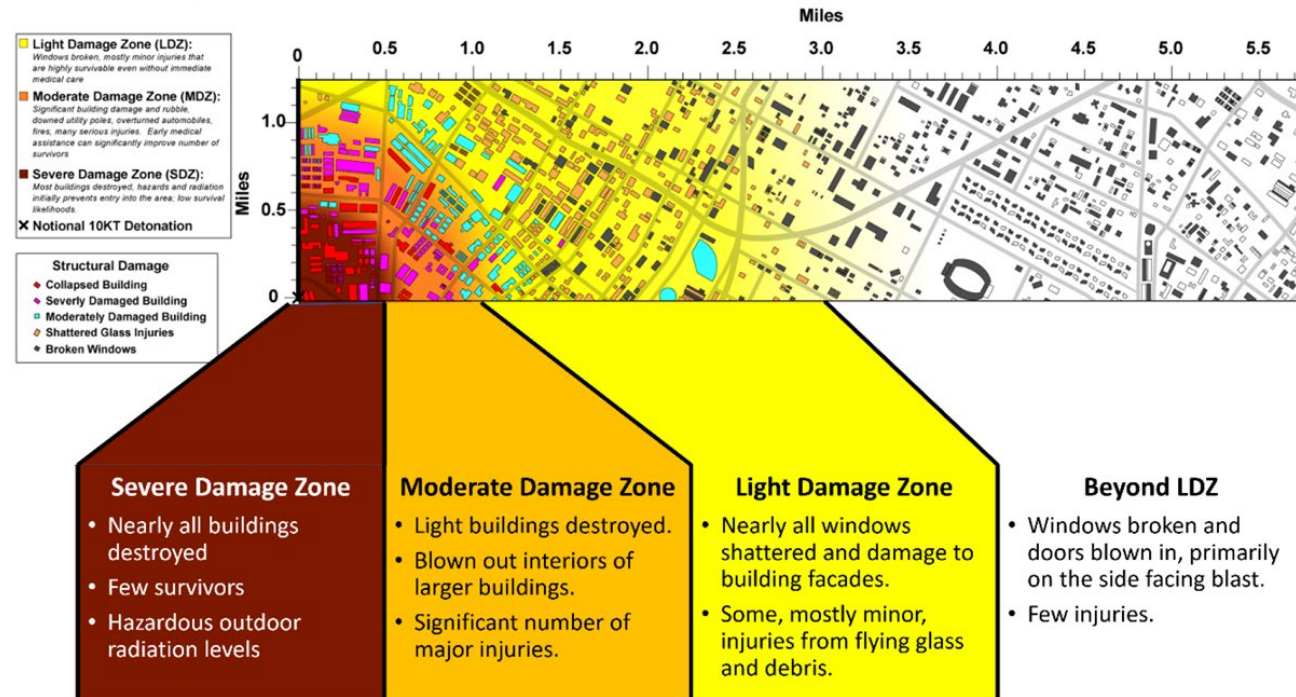 Miles
0 0.5 1.0 1.5 2.0 2.5 3.0 3.5 4.0 4.5 5.0 5.5
Light Damage Zone (LDZ):
Windows broken, mostly minor injuries that
are highly survivable even without immediate
medical care
Moderate Damage Zone (MDZ):
Significant building damage and rubble,
downed utility poles, overturned automobiles,
fires, many serious injuries. Early medical
assistance can significantly improve number of
survivors
Severe Damage Zone (SDZ):
Most buildings destroyed, hazards and radiation
initially prevents entry into the area; low survival
likelihoods.
Notional 10KT Detonation
Structural Damage
Collapsed Building
Severly Damaged Building
Moderately Damaged Building
Shattered Glass Injuries
Broken Windows
Miles
1.0
0.5
0
Severe Damage Zone
• Nearly all buildings
destroyed
• Few survivors
• Hazardous outdoor
radiation levels
Moderate Damage Zone
• Light buildings destroyed.
• Blown out interiors of
larger buildings.
• Significant number of
major injuries.
Light Damage Zone
• Nearly all windows
shattered and damage to
building facades.
• Some, mostly minor,
injuries from flying glass
and debris.
Beyond LDZ
• Windows broken and
doors blown in, primarily
on the side facing blast.
• Few injuries.